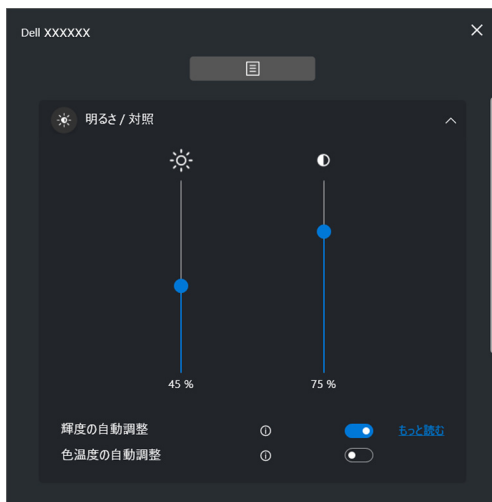 Dell XXXXXX
明るさ / 対照
45 %
75 %
輝度の自動調整
もっと読む
色温度の自動調整